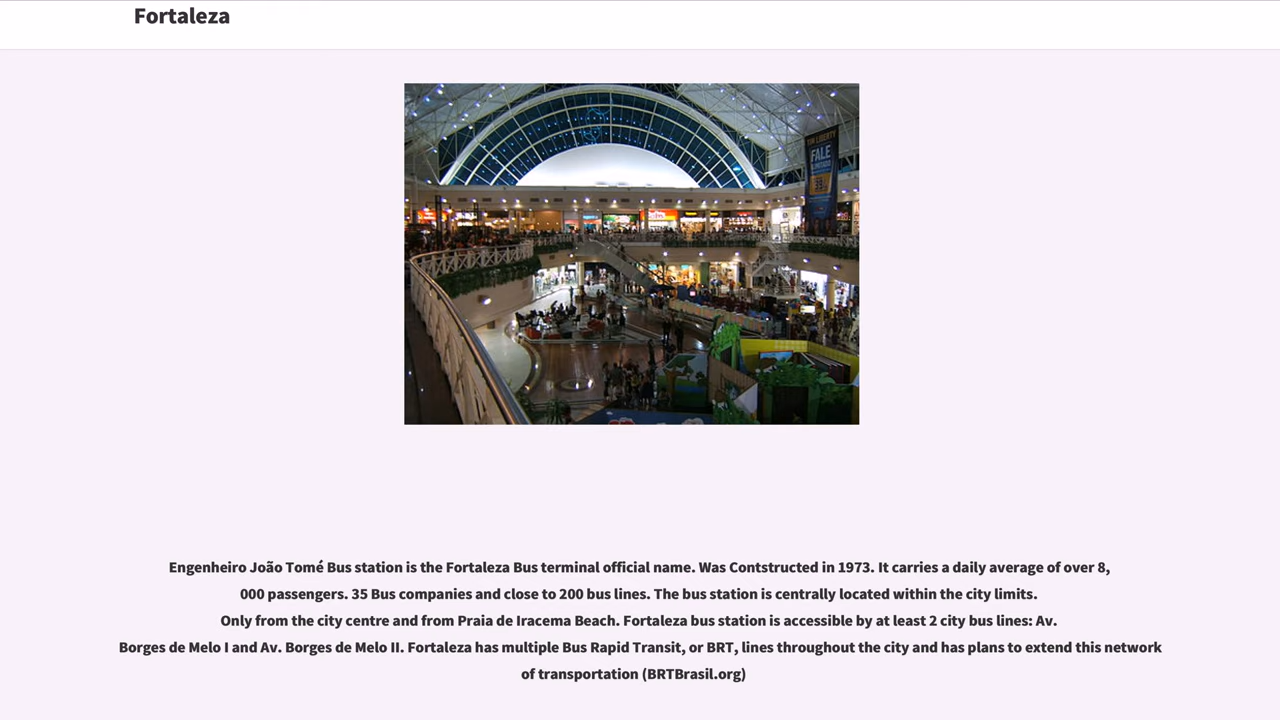 Fortaleza
FALE
39
Engenheiro João Tomé Bus station is the Fortaleza Bus terminal official name. Was Contstructed in 1973. It carries a daily average of over 8,
000 passengers. 35 Bus companies and close to 200 bus lines. The bus station is centrally located within the city limits.
Only from the city centre and from Praia de Iracema Beach. Fortaleza bus station is accessible by at least 2 city bus lines: Av.
Borges de Melo I and Av. Borges de Melo II. Fortaleza has multiple Bus Rapid Transit, or BRT, lines throughout the city and has plans to extend this network
of transportation (BRTBrasil.org)